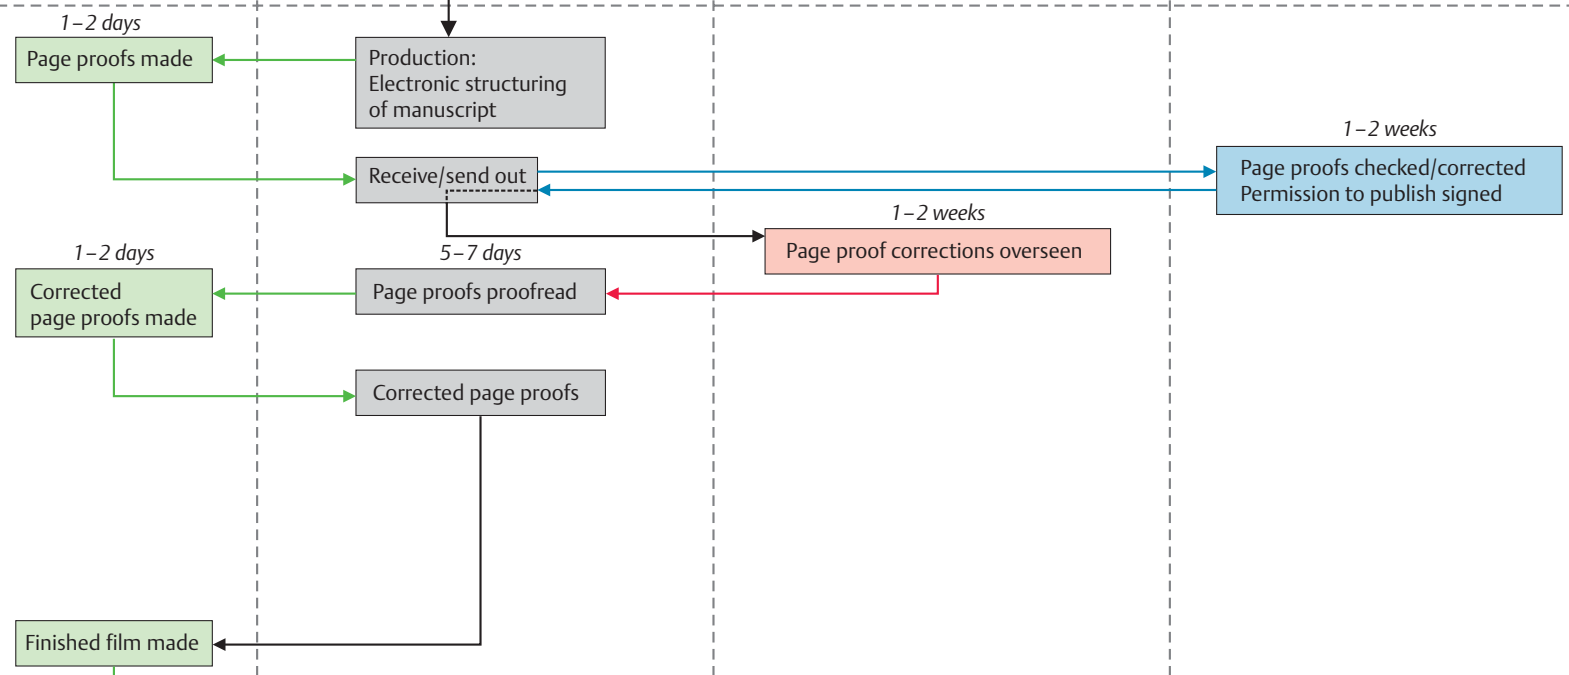 1–2 days
Page proofs made
Production:
Electronic structuring
of manuscript
1–2 weeks
Receive/send out
Page proofs checked/corrected
Permission to publish signed
1–2 weeks
Page proof corrections overseen
1–2 days
5–7 days
Corrected
page proofs made
Page proofs proofread
Corrected page proofs
Finished film made